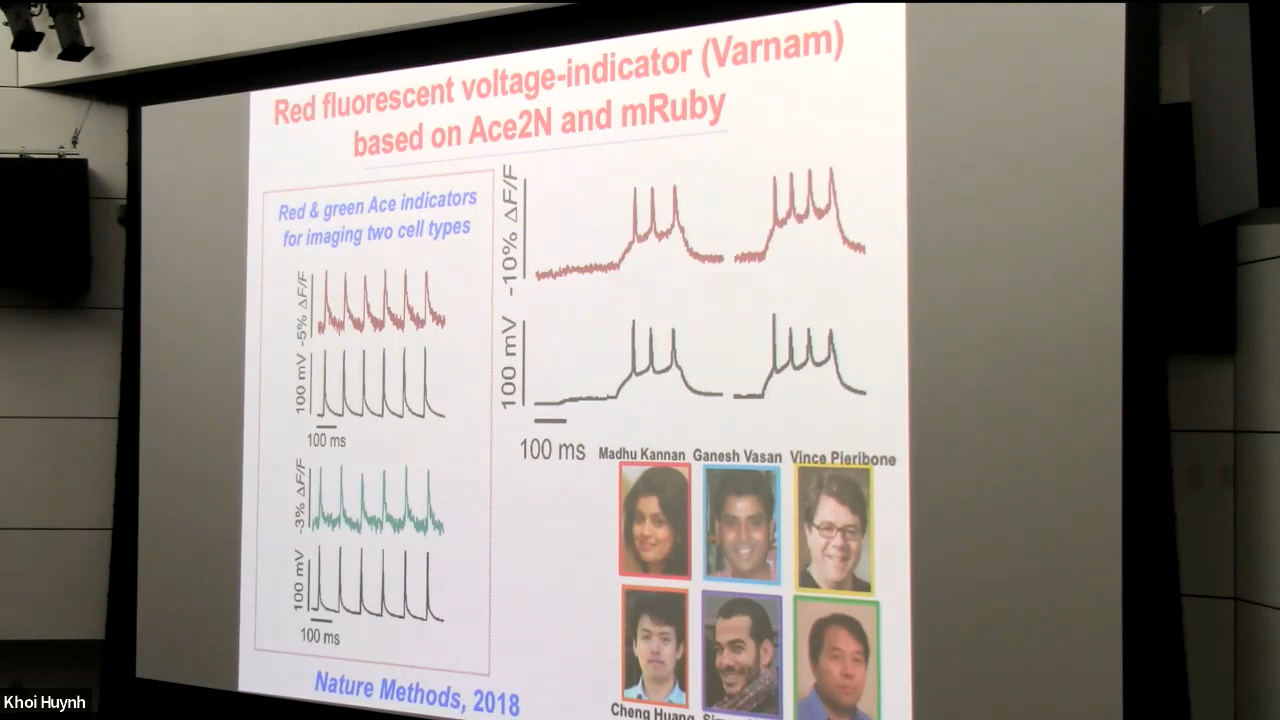 Red fluorescent voltage-indicator (Varnam)
based on Ace2N and mRuby
Red & green Ace indicators
for imaging two cell types
-5% ΔF/F
100 mV
100 ms
-3% ΔF/F
100 mV
100 ms
-10% ΔF/F
100 mV
100 ms
Madhu Kannan Ganesh Vasan Vince Pieribone
Cheng Huang
Nature Methods, 2018
Khoi Huynh